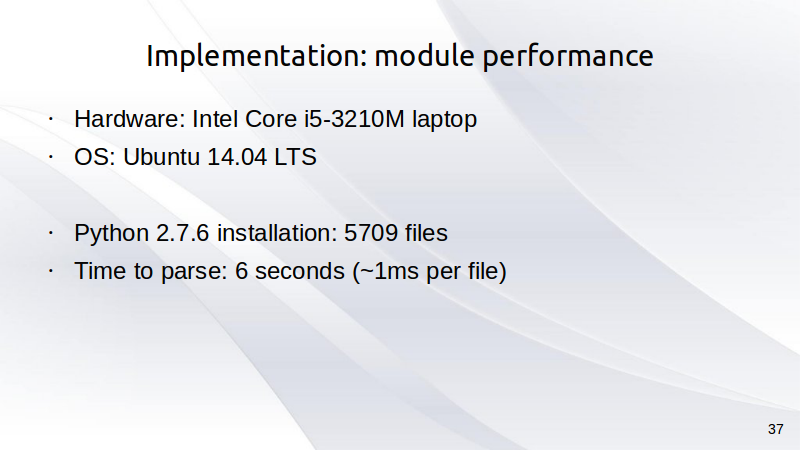 Implementation: module performance
· Hardware: Intel Core i5-3210M laptop
· OS: Ubuntu 14.04 LTS
· Python 2.7.6 installation: 5709 files
· Time to parse: 6 seconds (~1ms per file)
37